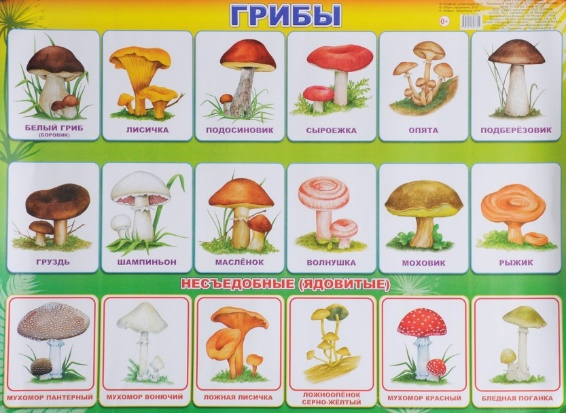 ГРИБЫ
0+
БЕЛЫЙ ГРИБ
(БОРОВИК)
ЛИСИЧКА
ПОДОСИНОВИК
СЫРОЕЖКА
ОПЯТА
ПОДБЕРЁЗОВИК
ГРУЗДЬ
ШАМПИНЬОН
МАСЛЁНОК
ВОЛНУШКА
МОХОВИК
РЫЖИК
НЕСЪЕДОБНЫЕ (ЯДОВИТЫЕ)
МУХОМОР ПАНТЕРНЫЙ
МУХОМОР ВОНЮЧИЙ
ЛОЖНАЯ ЛИСИЧКА
ЛОЖНООПЁНОК
СЕРНО-ЖЕЛТЫЙ
МУХОМОР КРАСНЫЙ
БЛЕДНАЯ ПОГАНКА